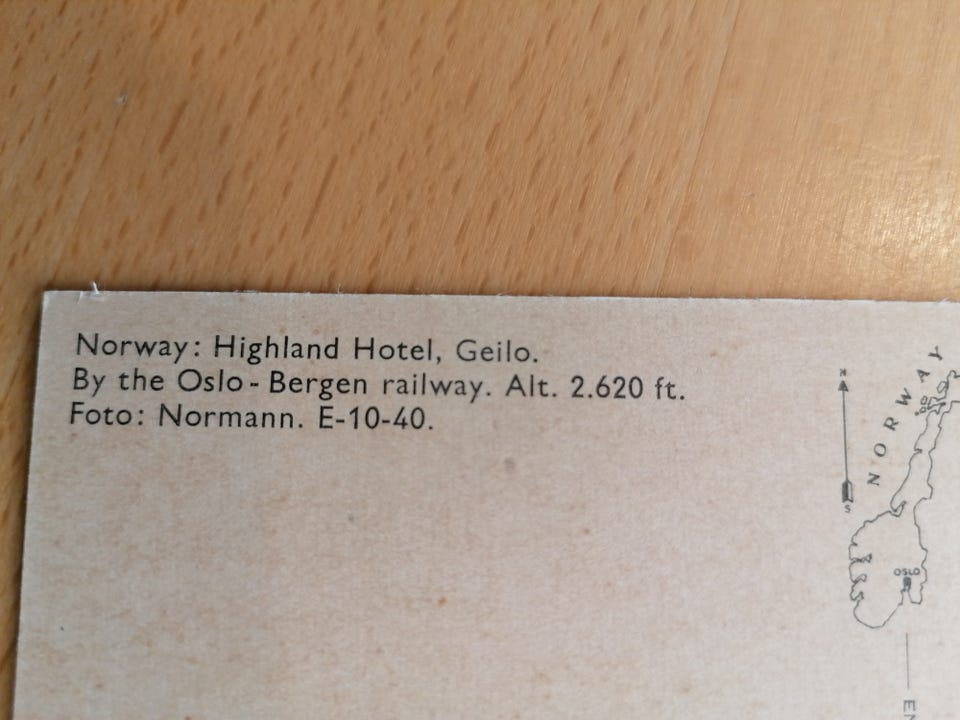 Norway: Highland Hotel, Geilo.
By the Oslo - Bergen railway. Alt. 2.620 ft.
Foto: Normann. E-10-40.
N
S
NORWAY
OSLO